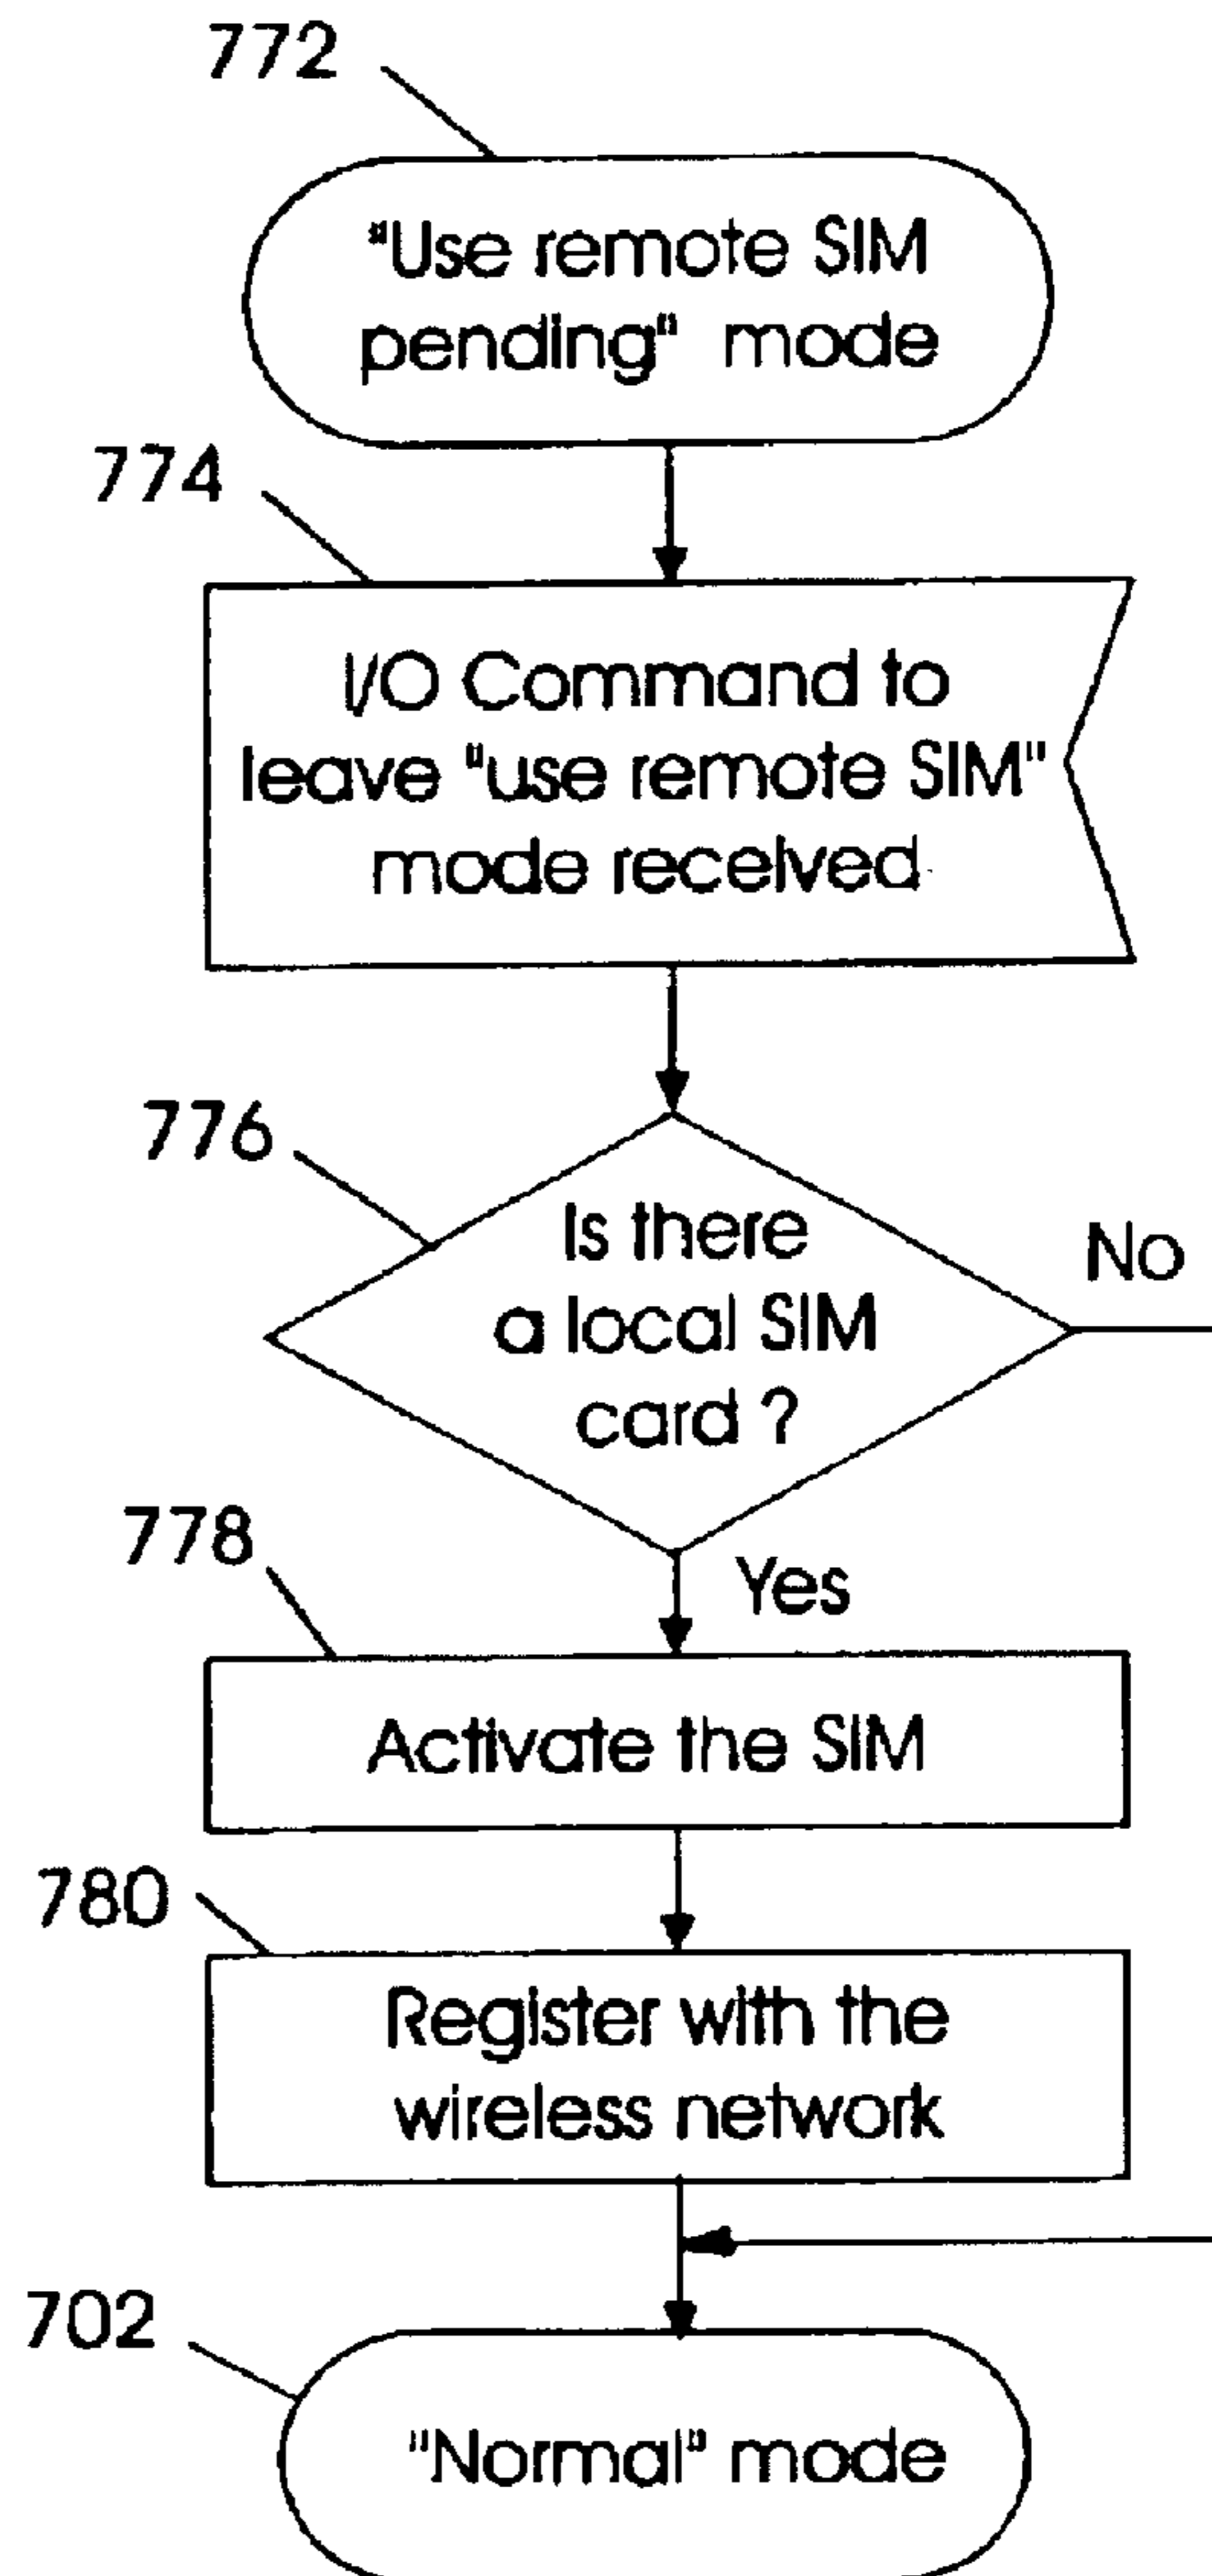 772
"Use remote SIM
pending" mode
774
I/O Command to
leave "use remote SIM"
mode received
776
Is there
a local SIM
card ?
No
778
Yes
Activate the SIM
780
Register with the
wireless network
702
"Normal" mode